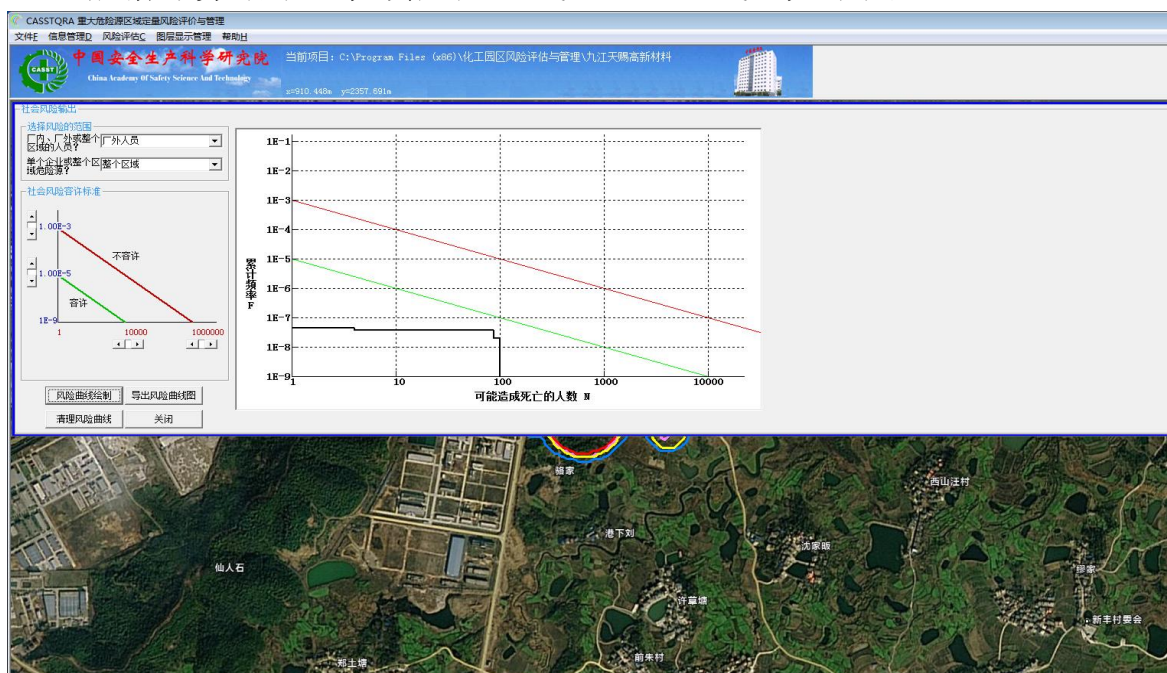 CASSTQRA 重大危险源区域定量风险评价与管理
文件F 信息管理D 风险评估C 图层显示管理 帮助H
CASST
中国安全生产科学研究院
China Academy Of Safety Science And Technology
当前项目: C:\Program Files (x86)\化工园区风险评估与管理\九江天赐高新材料
x=910.448m y=2357.691m
社会风险输出
选择风险的范围
厂内、厂外或整个区域的人员?
厂外人员
单个企业或整个区域危险源?
整个区域
社会风险容许标准
1.00E-3
不容许
1.00E-5
容许
1E-9
1 10000 1000000
风险曲线绘制 导出风险曲线图
清理风险曲线 关闭
1E-1
1E-2
1E-3
1E-4
1E-5
1E-6
1E-7
1E-8
1E-9
累计频率F
1 10 100 1000 10000
可能造成死亡的人数 N
骆家
西山汪村
港下刘
沈家畈
仙人石
缪家
许草塘
新丰村委会
前朱村
郑土塘